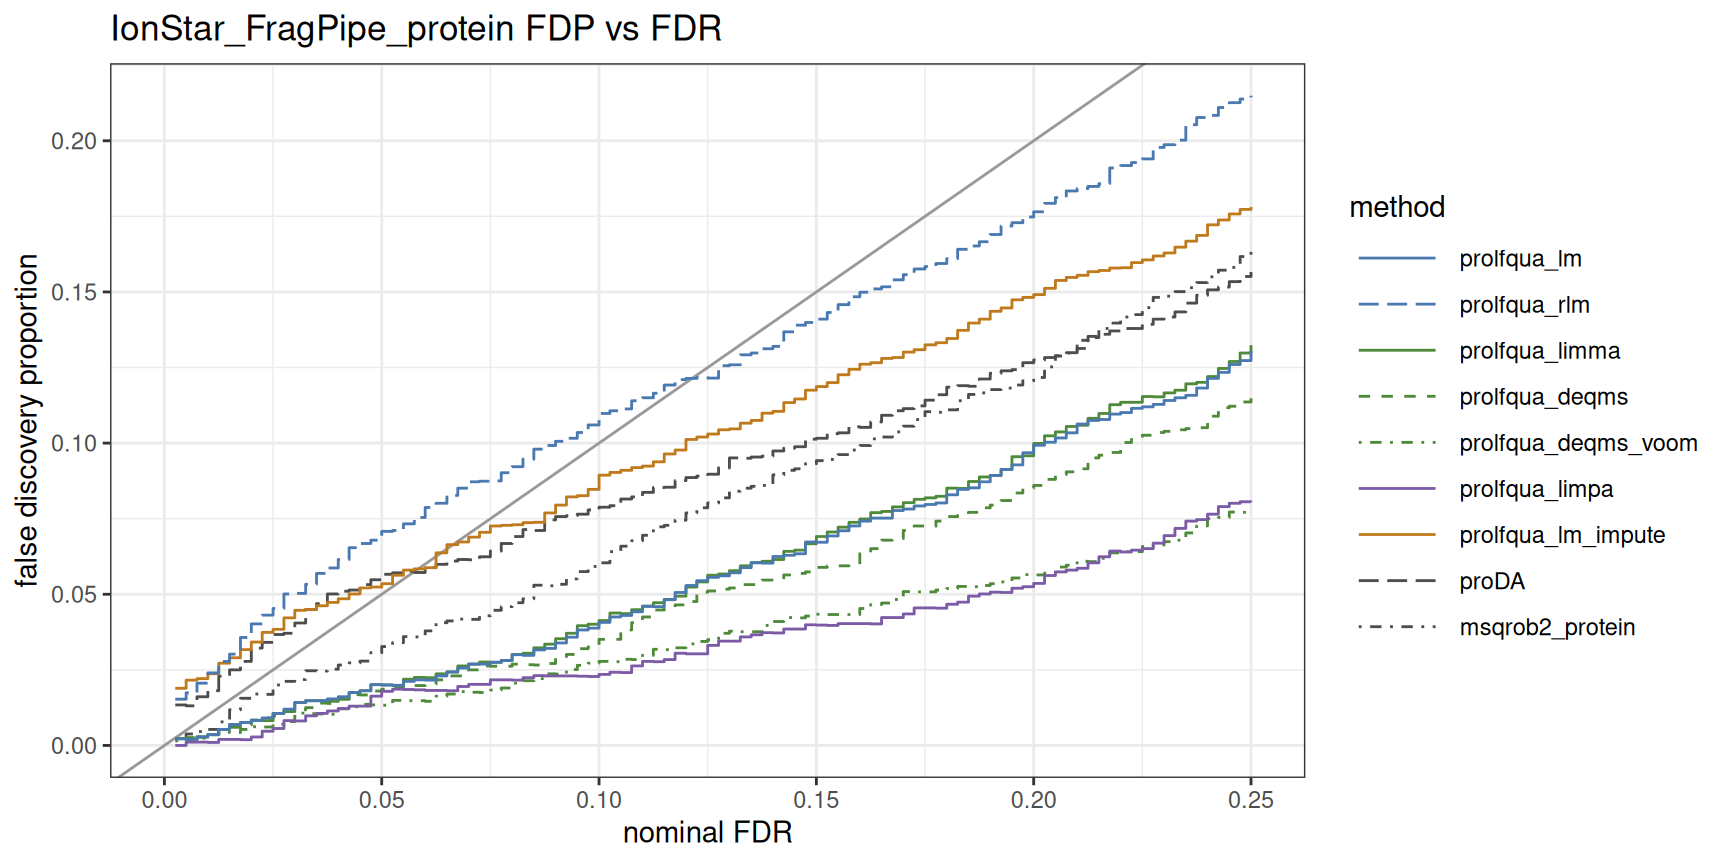 IonStar_FragPipe_protein FDP vs FDR
false discovery proportion
0.20
0.15
0.10
0.05
0.00
0.00 0.05 0.10 0.15 0.20 0.25
nominal FDR
method
prolfqua_lm
prolfqua_rlm
prolfqua_limma
prolfqua_deqms
prolfqua_deqms_voom
prolfqua_limpa
prolfqua_lm_impute
proDA
msqrob2_protein